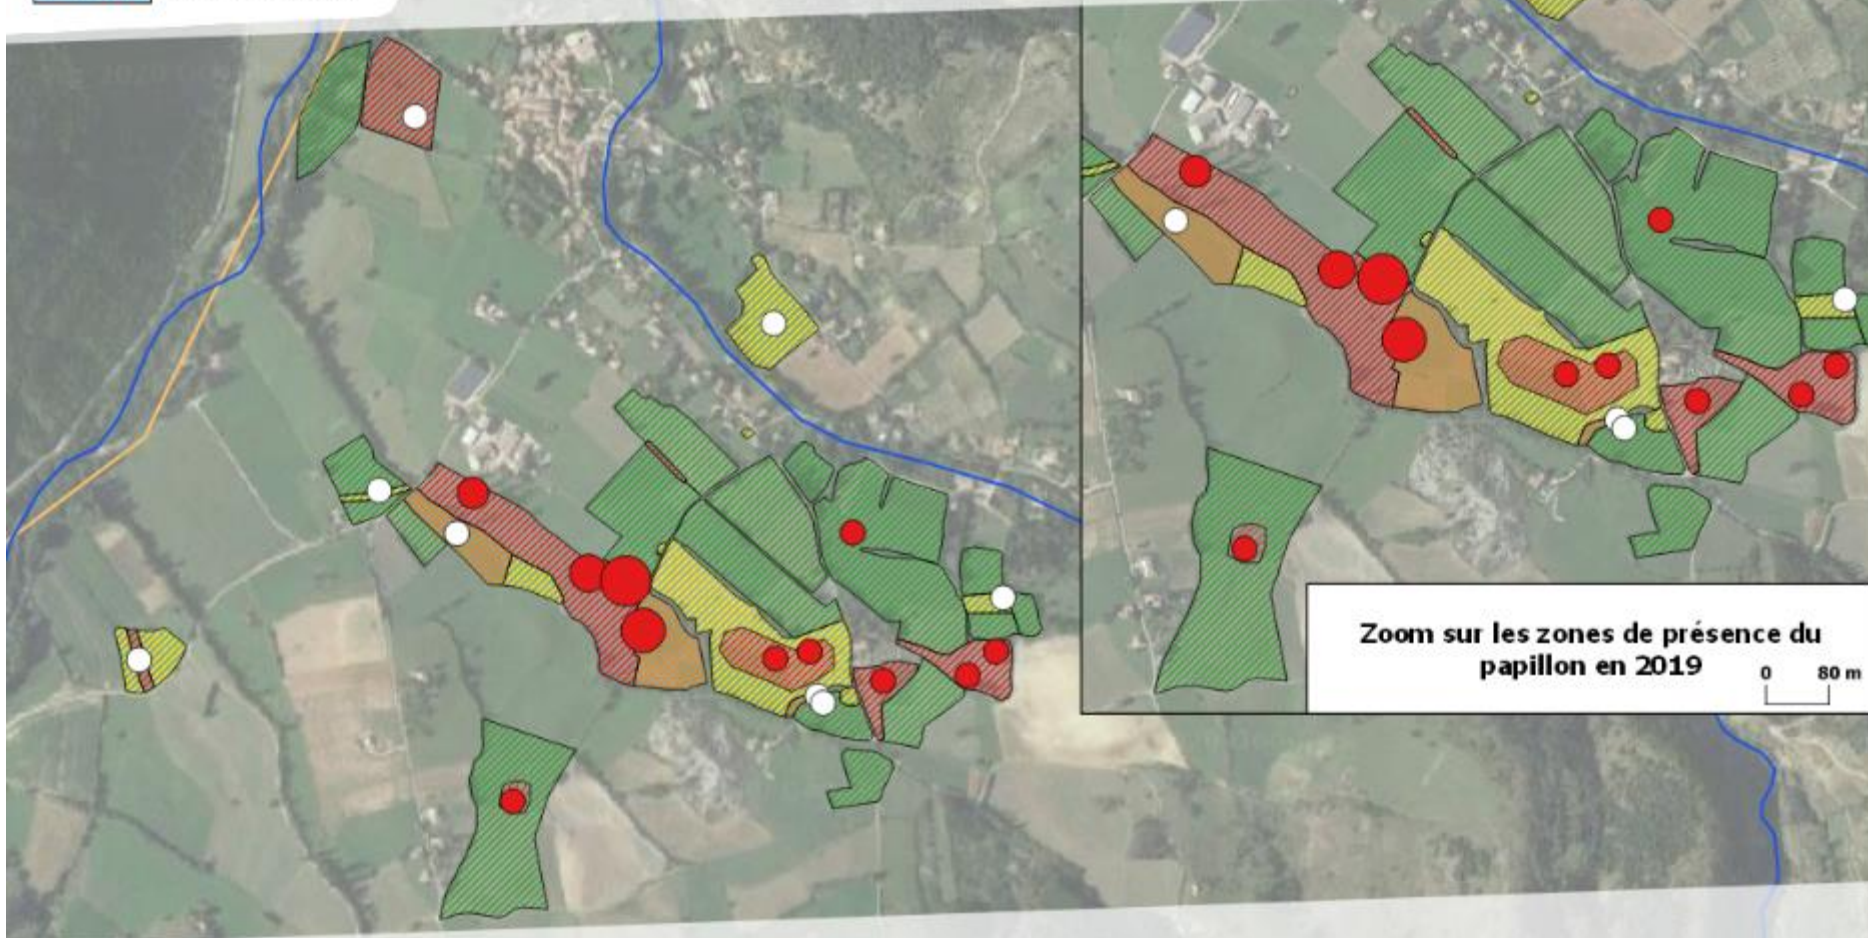 Zoom sur les zones de présence du
papillon en 2019
0 80 m